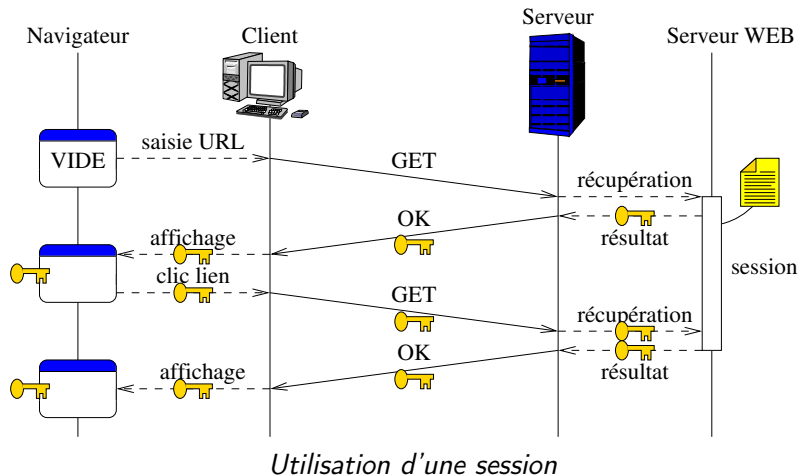 Navigateur
Client
Serveur
Serveur WEB
VIDE
saisie URL
GET
récupération
OK
résultat
affichage
clic lien
session
GET
récupération
OK
résultat
affichage
Utilisation d'une session